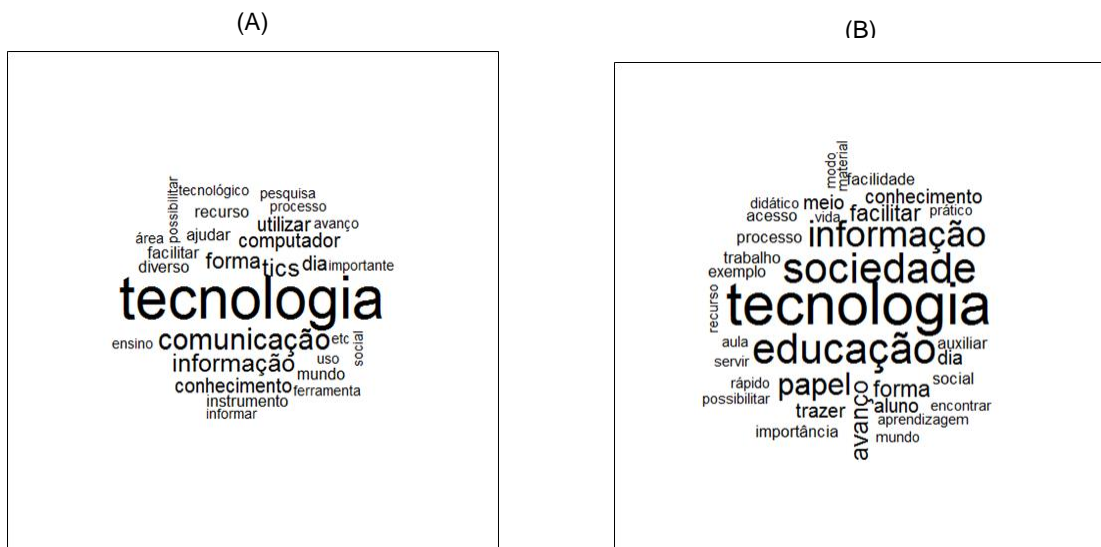 (A)
possibilitar
tecnológico pesquisa
recurso processo
utilizar avanço
área ajudar computador
facilitar
diverso forma tics dia importante
tecnologia
ensino comunicação etc social
informação uso
mundo
conhecimento ferramenta
instrumento
informar
(B)
modo material
facilidade
didático meio conhecimento
acesso vida facilitar prático
processo informação
trabalho
exemplo sociedade
recurso tecnologia
aula educação auxiliar
servir dia
rápido papel forma social
possibilitar
trazer avanço aluno encontrar
aprendizagem
importância mundo